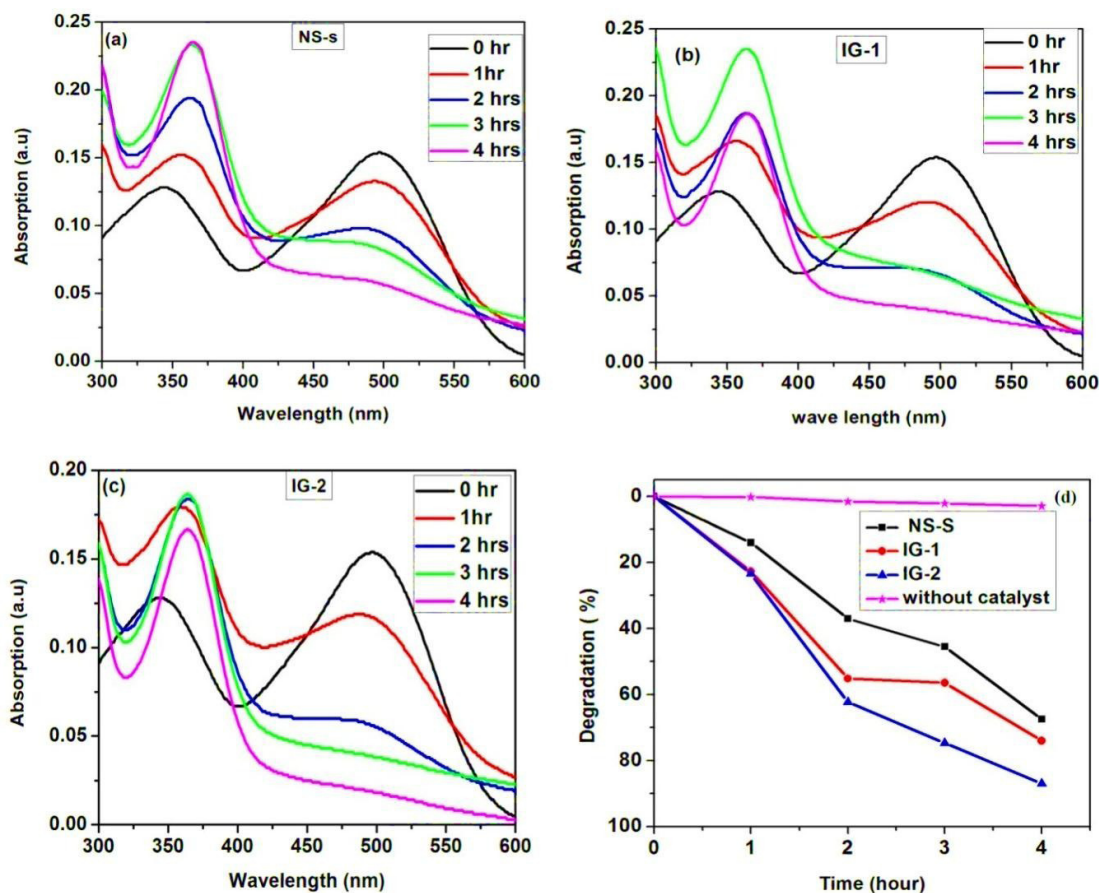 (a)
NS-s
0 hr
1hr
2 hrs
3 hrs
4 hrs
0.25
0.20
0.15
0.10
0.05
0.00
300 350 400 450 500 550 600
Absorption (a.u)
Wavelength (nm)
(b)
IG-1
0 hr
1hr
2 hrs
3 hrs
4 hrs
0.25
0.20
0.15
0.10
0.05
0.00
300 350 400 450 500 550 600
Absorption (a.u)
wave length (nm)
(c)
IG-2
0 hr
1hr
2 hrs
3 hrs
4 hrs
0.20
0.15
0.10
0.05
0.00
300 350 400 450 500 550 600
Absorption (a.u)
Wavelength (nm)
(d)
NS-S
IG-1
IG-2
without catalyst
0
20
40
60
80
100
0 1 2 3 4
Degradation ( %)
Time (hour)